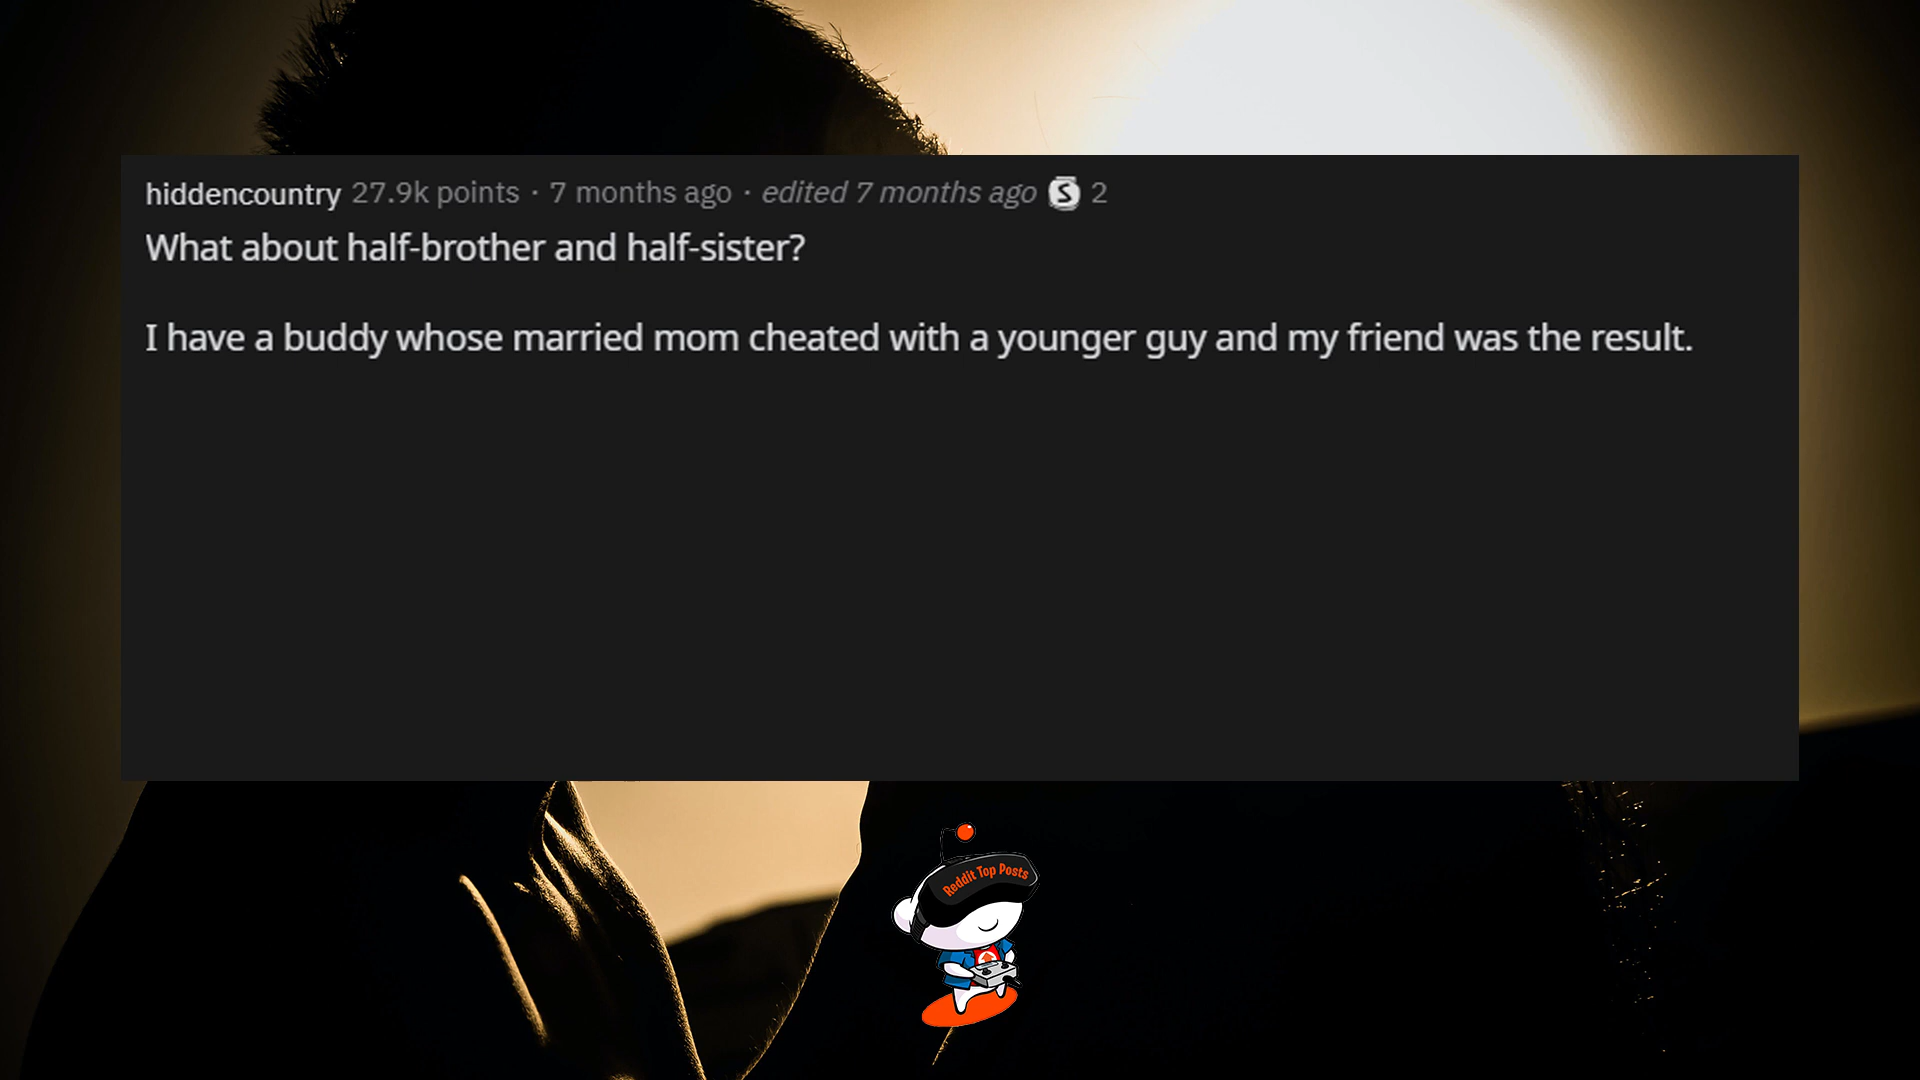 hiddencountry 27.9k points · 7 months ago · edited 7 months ago S 2
What about half-brother and half-sister?
I have a buddy whose married mom cheated with a younger guy and my friend was the result.
Reddit Top Posts